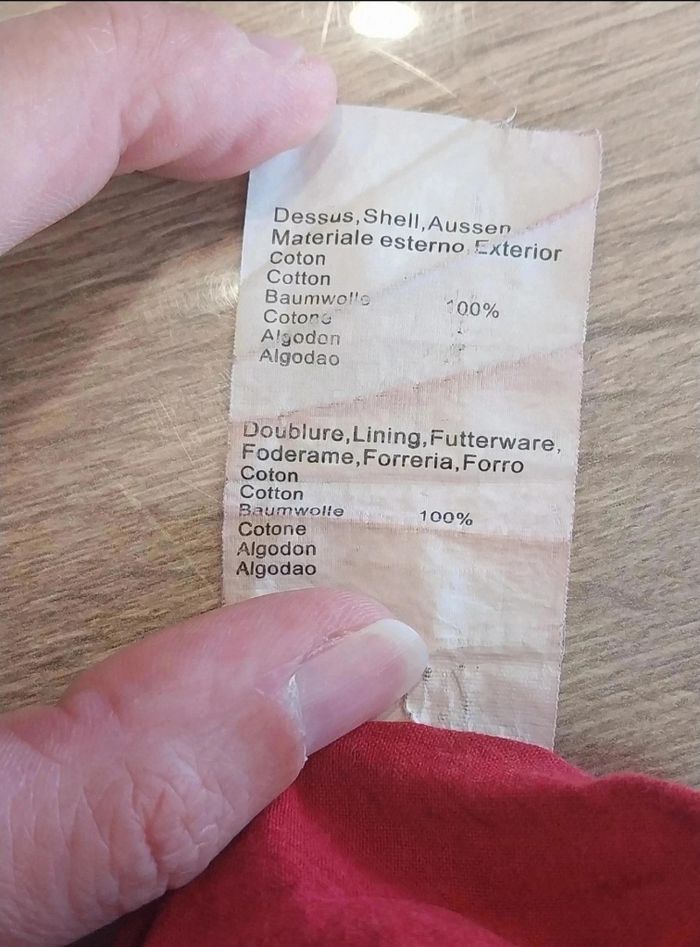 Dessus,Shell,Aussen
Materiale esterno,Exterior
Coton
Cotton
Baumwolle
100%
Cotone
Algodon
Algodao
Doublure,Lining,Futterware,
Foderame,Forreria,Forro
Coton
Cotton
Baumwolle
100%
Cotone
Algodon
Algodao